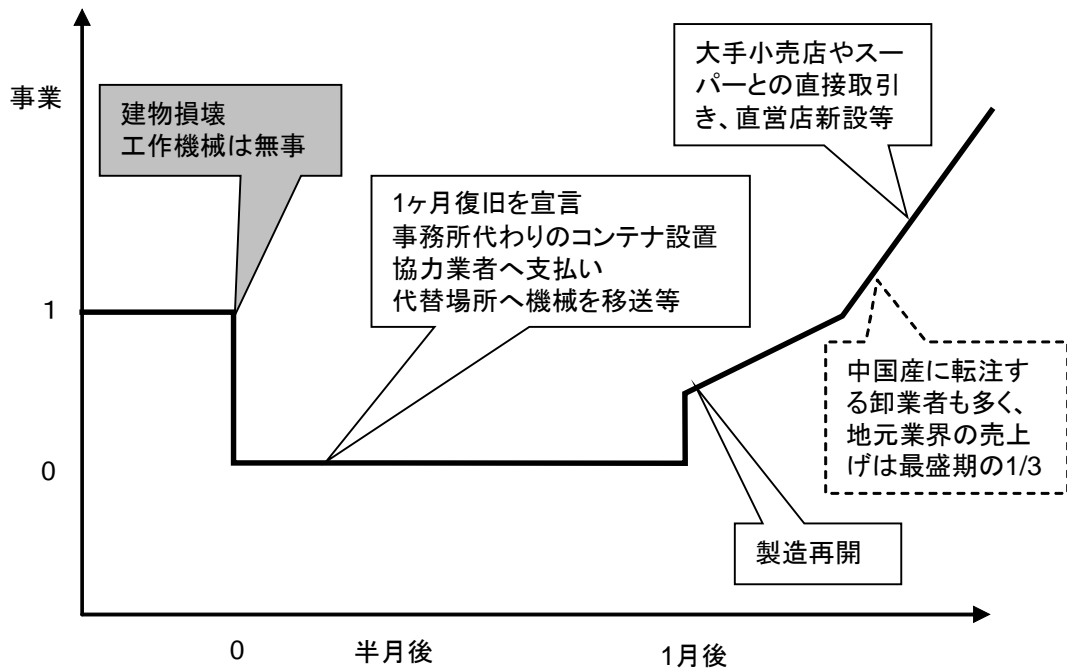 事業
大手小売店やスー
パーとの直接取引
き、直営店新設等
建物損壊
工作機械は無事
1ヶ月復旧を宣言
事務所代わりのコンテナ設置
協力業者へ支払い
代替場所へ機械を移送等
1
中国産に転注す
る卸業者も多く、
地元業界の売上
げは最盛期の1/3
0
製造再開
0
半月後
1月後